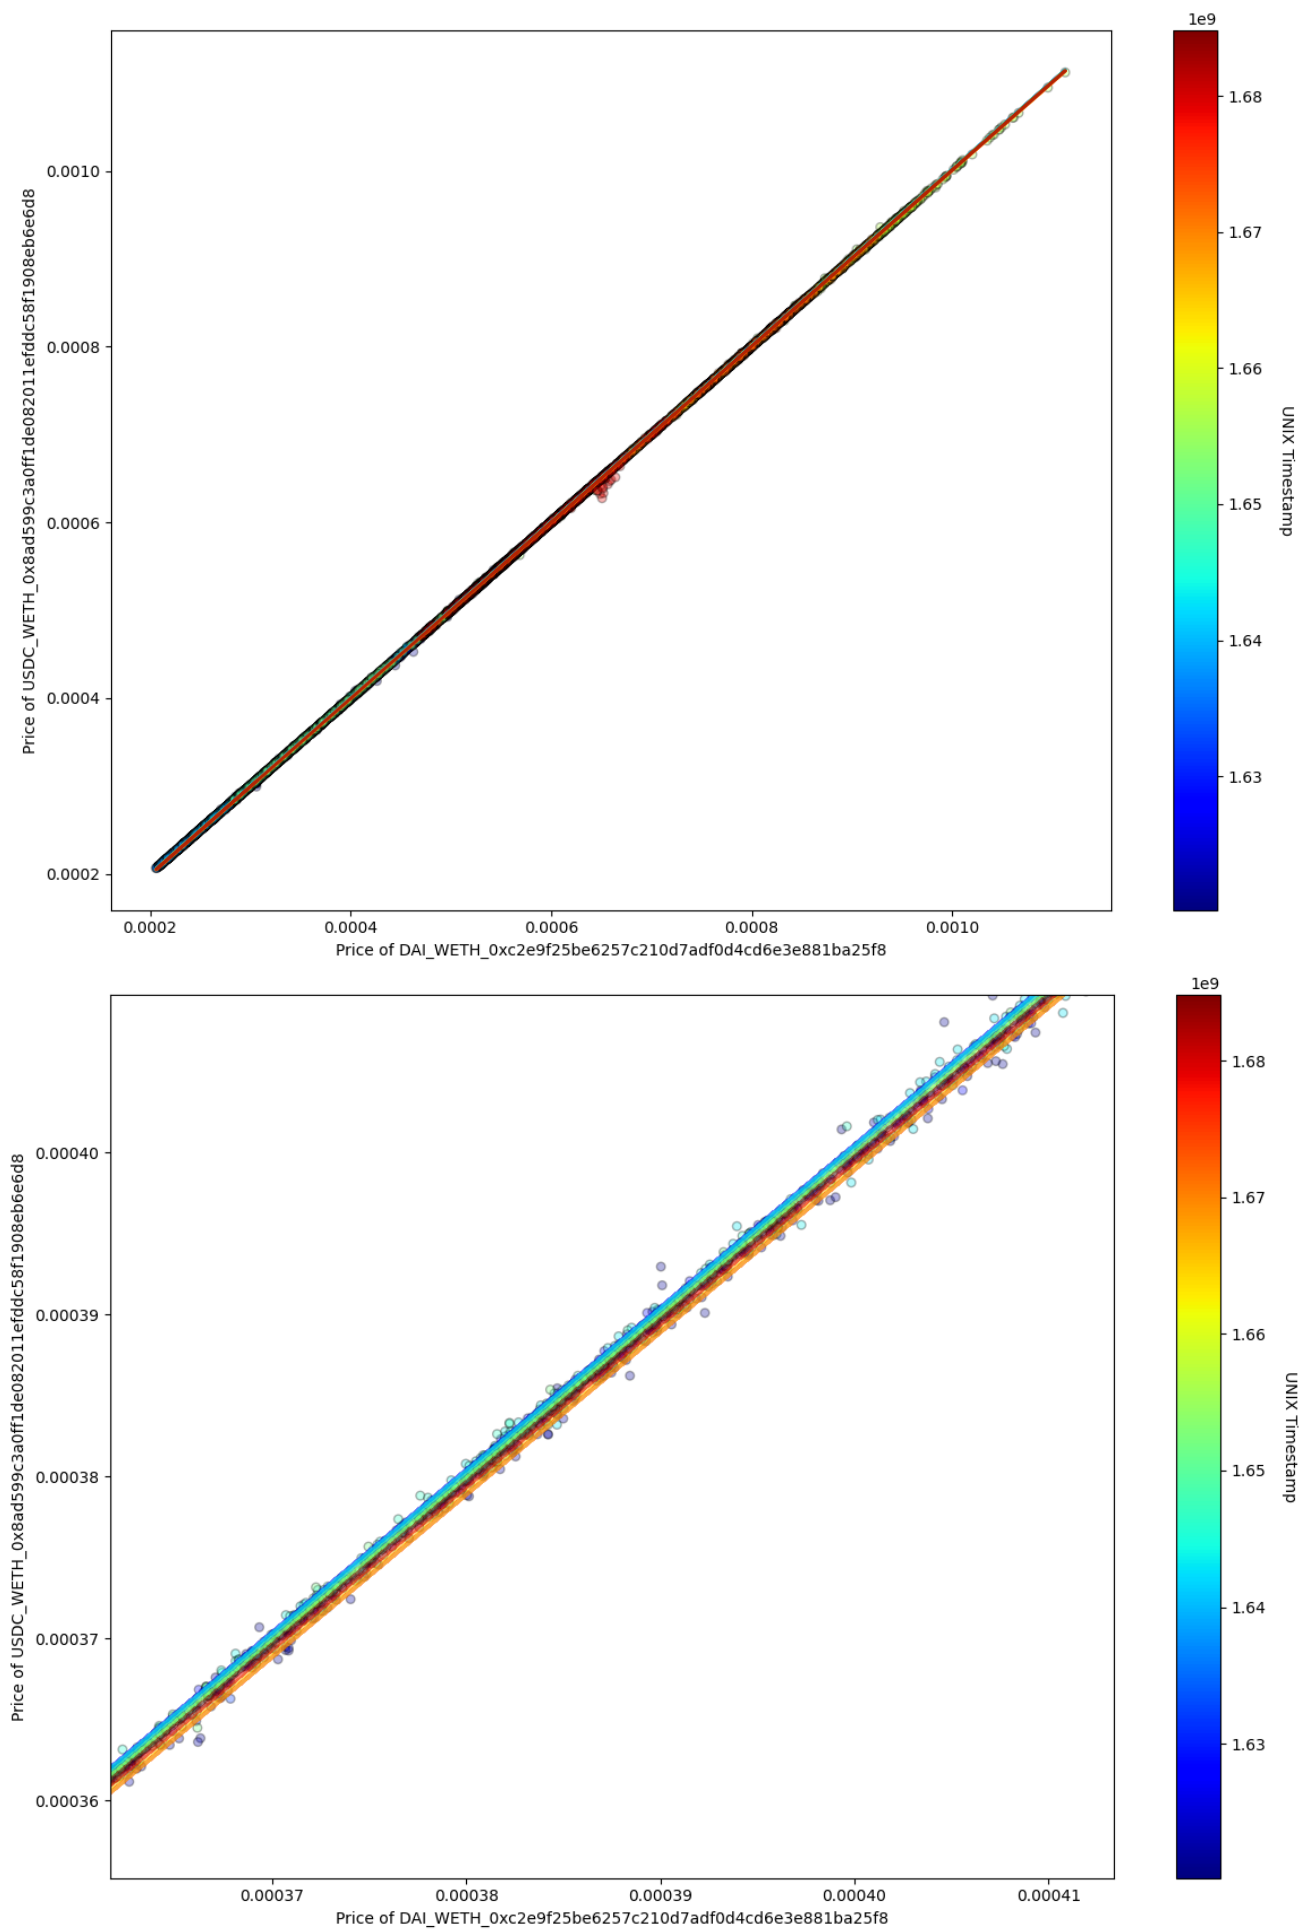 1e9
0.0010
0.0008
0.0006
0.0004
0.0002
Price of USDC_WETH_0x8ad599c3a0ff1de082011efddc58f1908eb6e6d8
0.0002 0.0004 0.0006 0.0008 0.0010
Price of DAI_WETH_0xc2e9f25be6257c210d7adf0d4cd6e3e881ba25f8
1.68
1.67
1.66
1.65
1.64
1.63
UNIX Timestamp
1e9
0.00040
0.00039
0.00038
0.00037
0.00036
Price of USDC_WETH_0x8ad599c3a0ff1de082011efddc58f1908eb6e6d8
0.00037 0.00038 0.00039 0.00040 0.00041
Price of DAI_WETH_0xc2e9f25be6257c210d7adf0d4cd6e3e881ba25f8
1.68
1.67
1.66
1.65
1.64
1.63
UNIX Timestamp